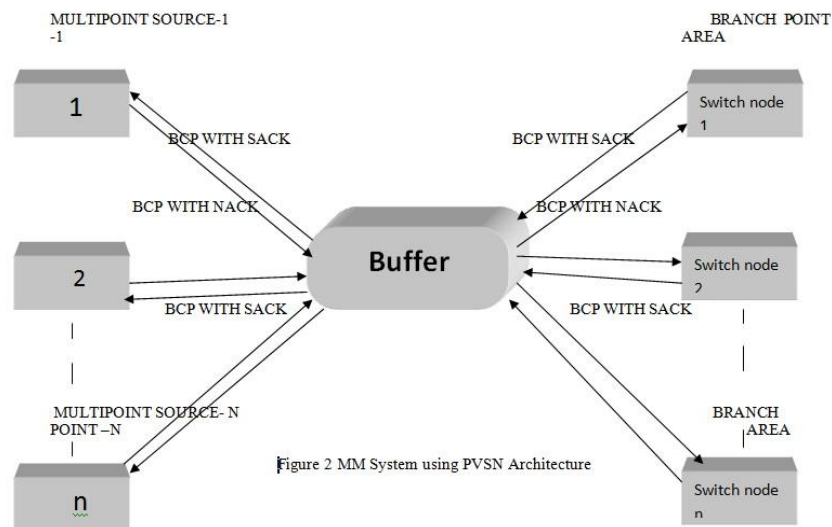 MULTIPOINT SOURCE-1
-1
BRANCH POINT
AREA
1
Switch node
1
BCP WITH SACK
BCP WITH SACK
BCP WITH NACK
BCP WITH NACK
Buffer
2
Switch node
2
BCP WITH SACK
BCP WITH SACK
MULTIPOINT SOURCE- N
POINT –N
BRANCH
AREA
Figure 2 MM System using PVSN Architecture
n
Switch node
n